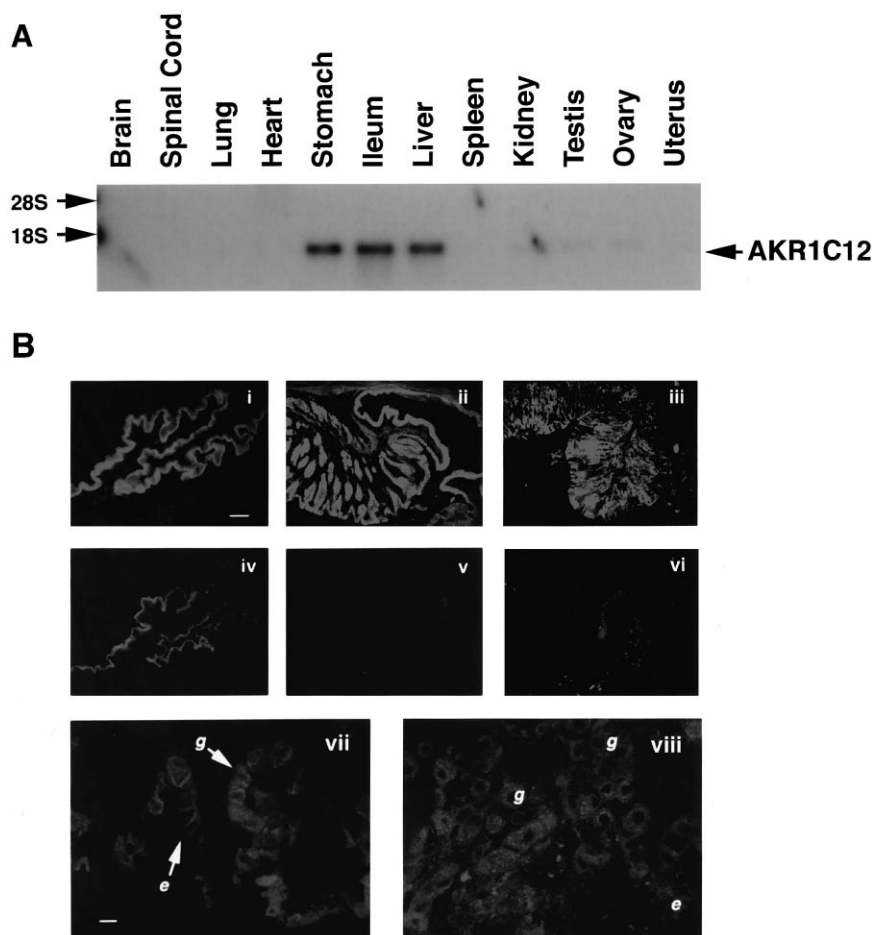 A
Brain
Spinal Cord
Lung
Heart
Stomach
Ileum
Liver
Spleen
Kidney
Testis
Ovary
Uterus
28S
18S
AKR1C12
B
i
ii
iii
iv
v
vi
vii
g
e
viii
g
g
e